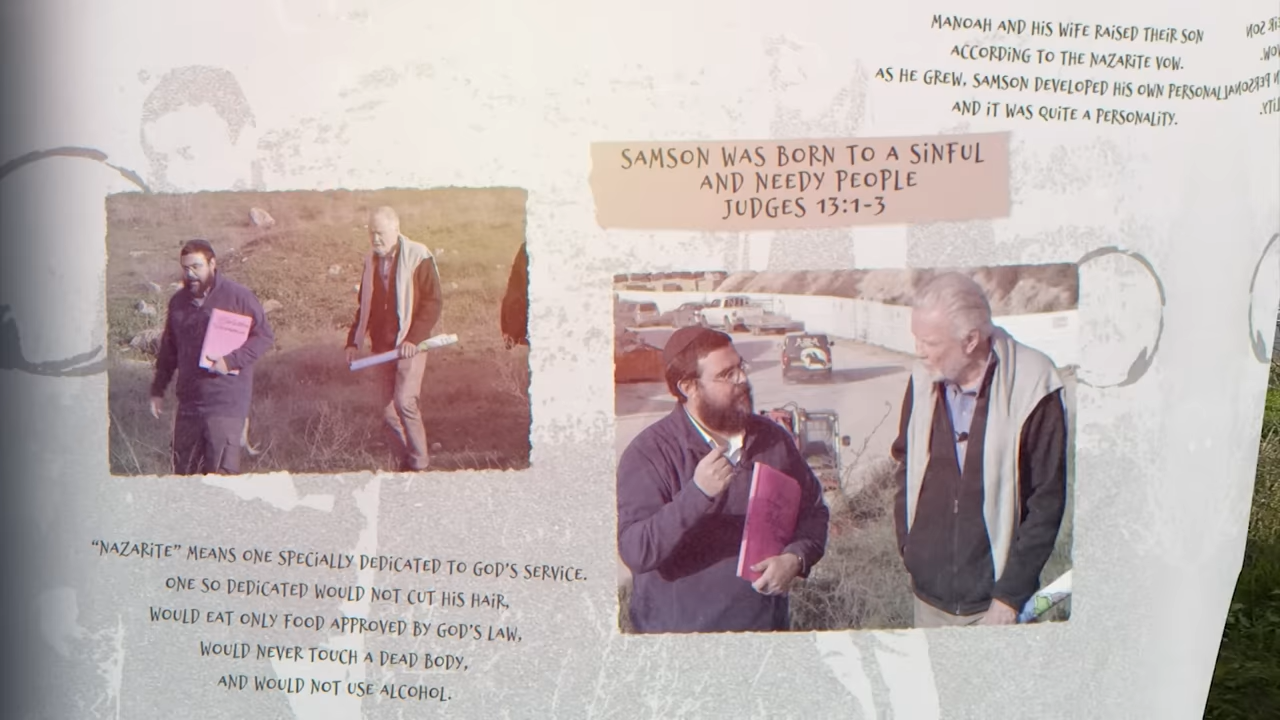 MANOAH AND HIS WIFE RAISED THEIR SON
ACCORDING TO THE NAZARITE VOW.
AS HE GREW, SAMSON DEVELOPED HIS OWN PERSONAL
AND IT WAS QUITE A PERSONALITY.
SAMSON WAS BORN TO A SINFUL
AND NEEDY PEOPLE
JUDGES 13:1-3
"NAZARITE" MEANS ONE SPECIALLY DEDICATED TO GOD'S SERVICE.
ONE SO DEDICATED WOULD NOT CUT HIS HAIR,
WOULD EAT ONLY FOOD APPROVED BY GOD'S LAW,
WOULD NEVER TOUCH A DEAD BODY,
AND WOULD NOT USE ALCOHOL.